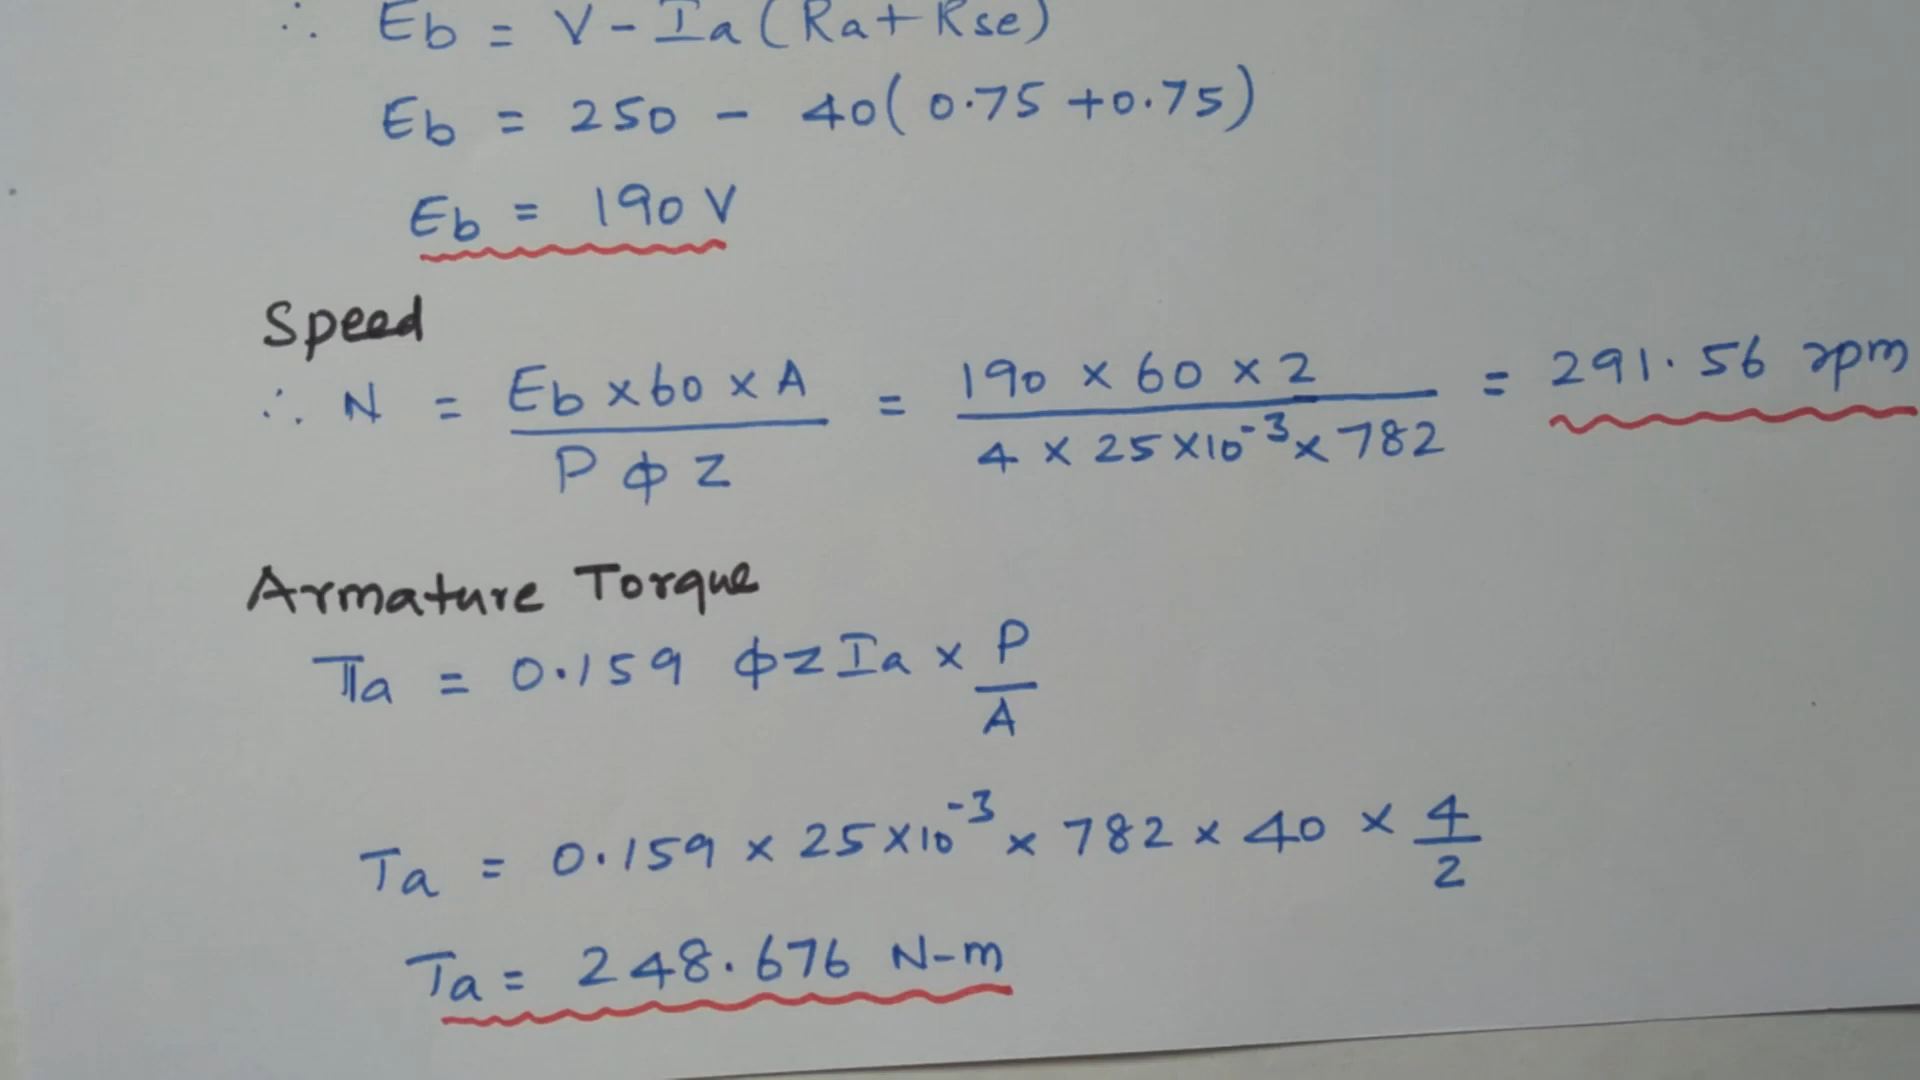 ∴ Eb = V - Ia (Ra + Rse)
Eb = 250 - 40(0.75 + 0.75)
Eb = 190 V
Speed
∴ N = Eb × 60 × A / P ϕ Z = 190 × 60 × 2 / 4 × 25 × 10⁻³ × 782 = 291.56 rpm
Armature Torque
Ta = 0.159 ϕ Z Ia × P / A
Ta = 0.159 × 25 × 10⁻³ × 782 × 40 × 4 / 2
Ta = 248.676 N-m